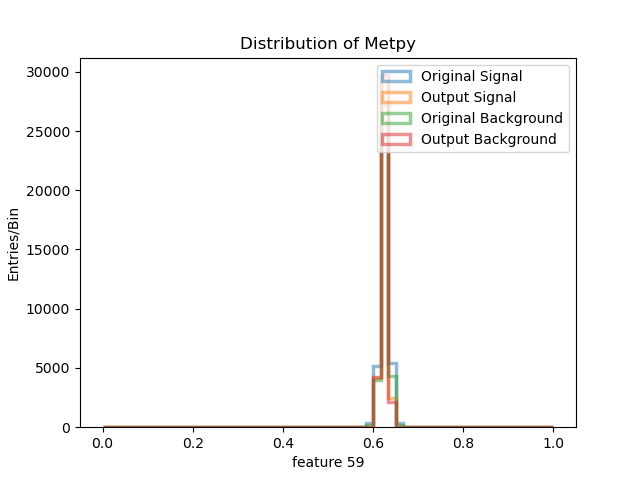 Distribution of Metpy
Original Signal
Output Signal
Original Background
Output Background
30000
25000
20000
15000
10000
5000
0
Entries/Bin
0.0 0.2 0.4 0.6 0.8 1.0
feature 59